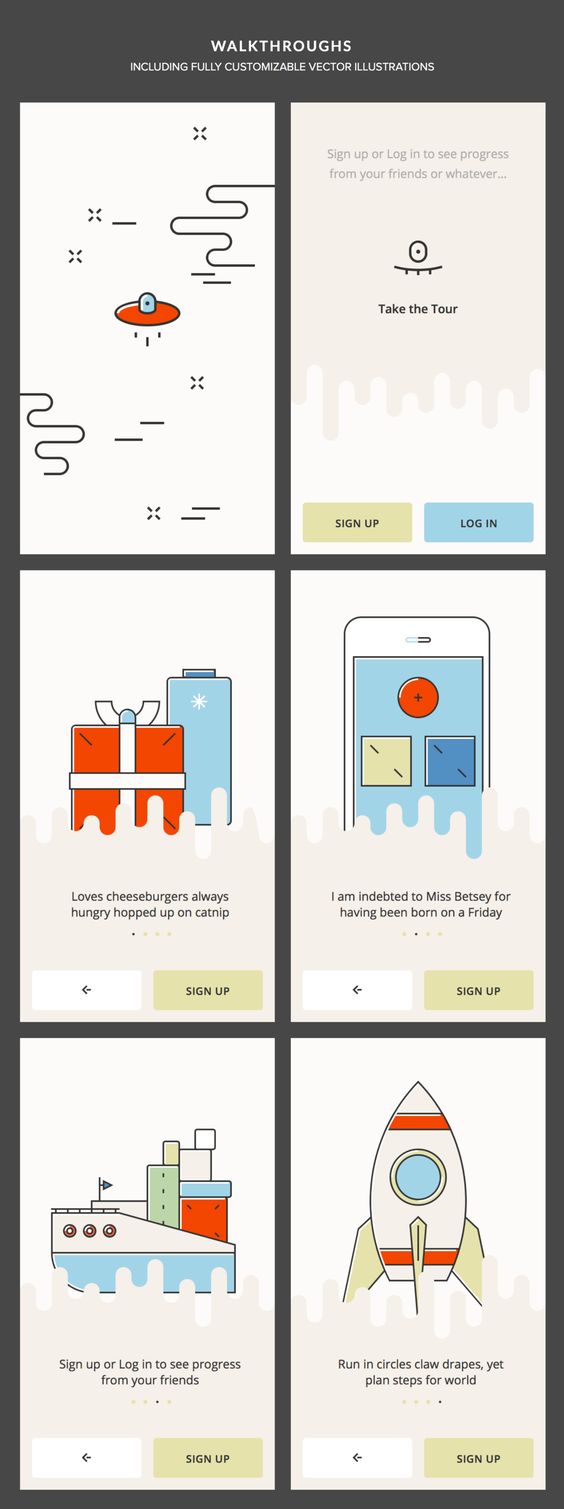 WALKTHROUGHS
INCLUDING FULLY CUSTOMIZABLE VECTOR ILLUSTRATIONS
Sign up or Log in to see progress
from your friends or whatever...
Take the Tour
SIGN UP
LOG IN
Loves cheeseburgers always
hungry hopped up on catnip
SIGN UP
I am indebted to Miss Betsey for
having been born on a Friday
SIGN UP
Sign up or Log in to see progress
from your friends
SIGN UP
Run in circles claw drapes, yet
plan steps for world
SIGN UP